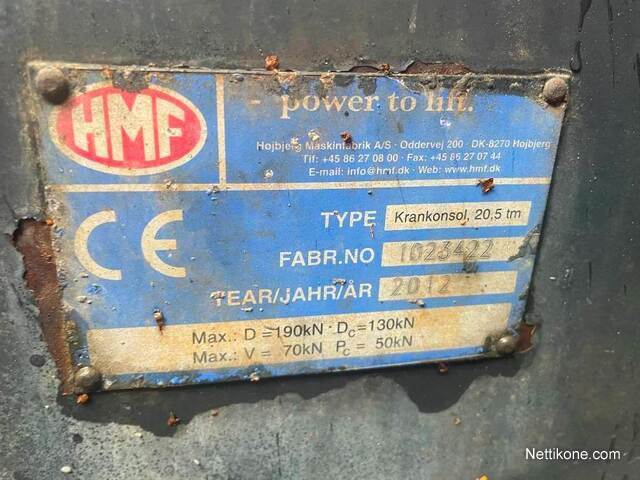 HMF
- power to lift.
Højbjerg Maskinfabrik A/S · Oddervej 200 · DK-8270 Højbjerg
Tlf: +45 86 27 08 00 · Fax: +45 86 27 07 44
E-mail: info@hmf.dk · Web: www.hmf.dk
CE
TYPE Krankonsol, 20,5 tm
FABR.NO 1023422
YEAR/JAHR/ÅR 2012
Max.: D =190kN · Dc=130kN
Max.: V = 70kN Pc = 50kN
Nettikone.com